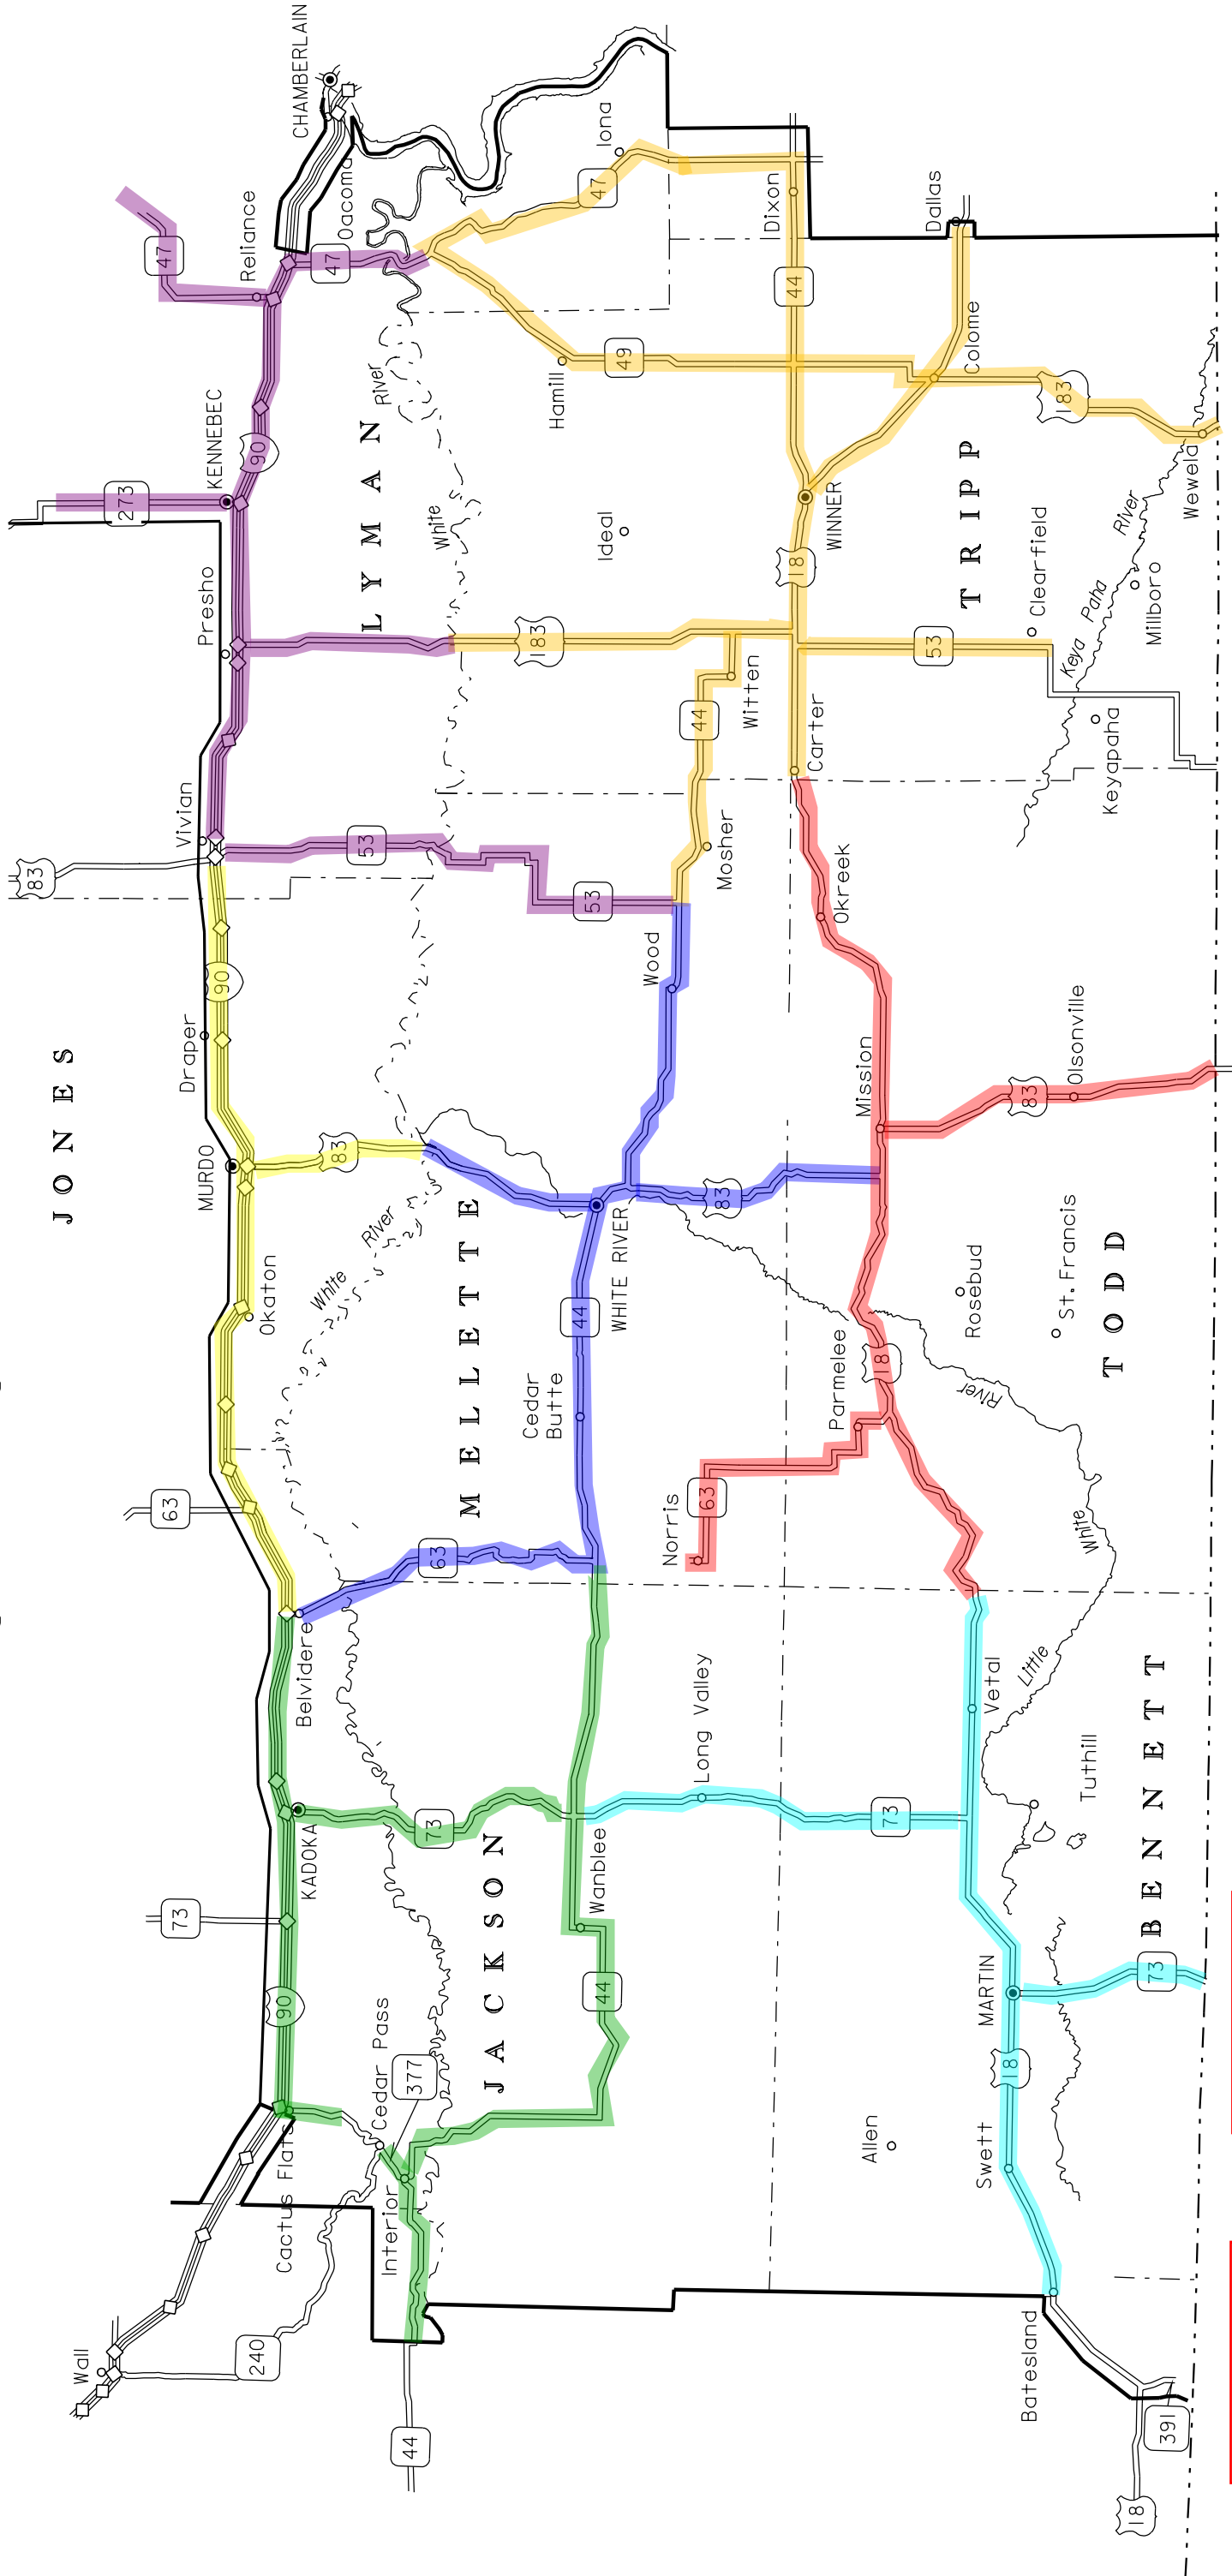 Wall
240
44
Cactus Flats
Interior
Cedar Pass
377
90
73
KADOKA
Belvidere
63
Okaton
MURDO
83
JONES
Draper
90
Vivian
83
Presho
273
KENNEBEC
90
Reliance
47
47
Oacoma
CHAMBERLAIN
JACKSON
44
Wanblee
73
63
White
River
MELLETTE
Cedar
Butte
44
WHITE RIVER
83
Wood
53
53
LYMAN
White
River
183
Mosher
44
Witten
Ideal
Hamill
49
47
Iona
Long Valley
73
Norris
63
Parmelee
18
Mission
Okreek
Carter
18
WINNER
44
Dixon
Dallas
Colome
183
TRIPP
53
Clearfield
Keya Paha
River
Millboro
Keyapaha
Wewela
Allen
Batesland
18
391
Swett
18
MARTIN
73
Vetal
Tuthill
BENNETT
Little
White
River
Rosebud
St. Francis
TODD
83
Olsonville